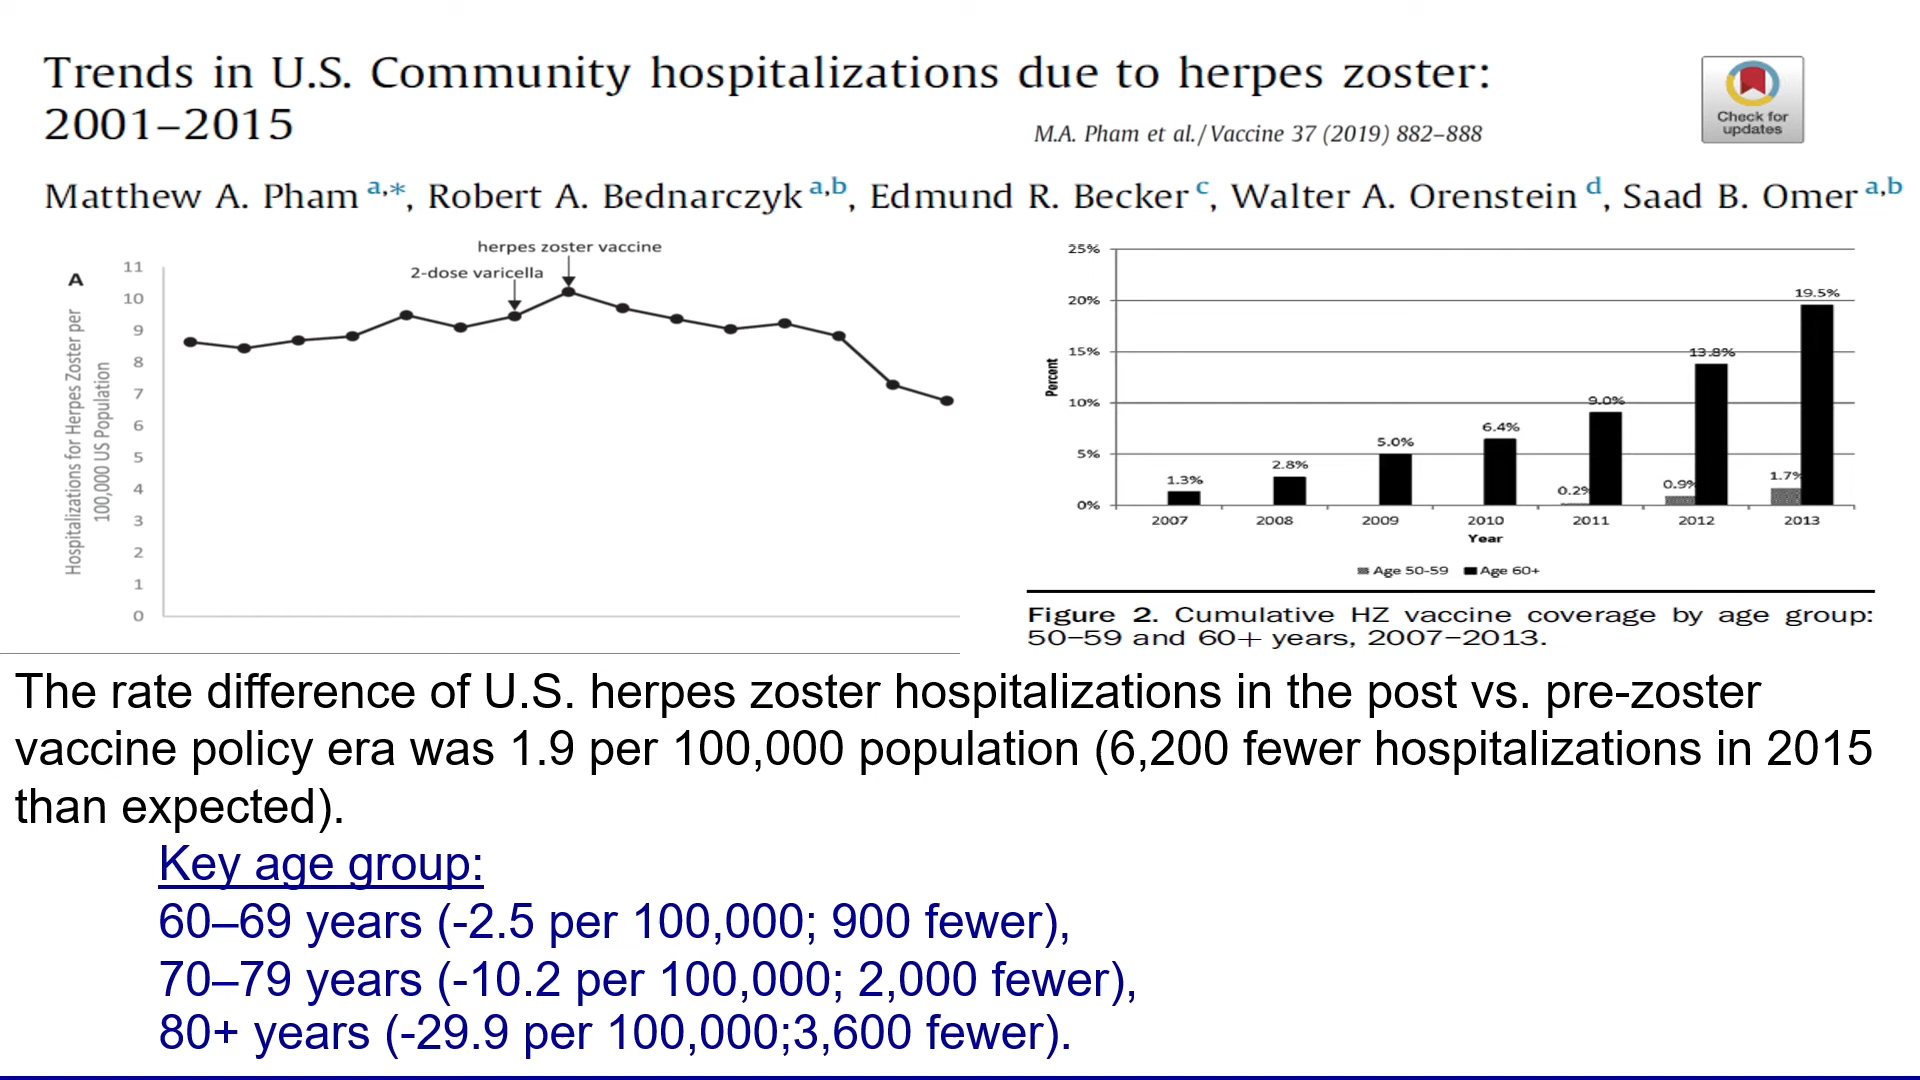 Trends in U.S. Community hospitalizations due to herpes zoster:
2001–2015
M.A. Pham et al./Vaccine 37 (2019) 882–888
Check for
updates
Matthew A. Pham a,*, Robert A. Bednarczyk a,b, Edmund R. Becker c, Walter A. Orenstein d, Saad B. Omer a,b
A
Hospitalizations for Herpes Zoster per
100,000 US Population
11
10
9
8
7
6
5
4
3
2
1
0
herpes zoster vaccine
2-dose varicella
Percent
25%
20%
15%
10%
5%
0%
1.3%
2.8%
5.0%
6.4%
0.2%
9.0%
0.9%
13.8%
1.7%
19.5%
2007
2008
2009
2010
2011
2012
2013
Year
Age 50-59
Age 60+
Figure 2. Cumulative HZ vaccine coverage by age group:
50–59 and 60+ years, 2007–2013.
The rate difference of U.S. herpes zoster hospitalizations in the post vs. pre-zoster
vaccine policy era was 1.9 per 100,000 population (6,200 fewer hospitalizations in 2015
than expected).
Key age group:
60–69 years (-2.5 per 100,000; 900 fewer),
70–79 years (-10.2 per 100,000; 2,000 fewer),
80+ years (-29.9 per 100,000;3,600 fewer).